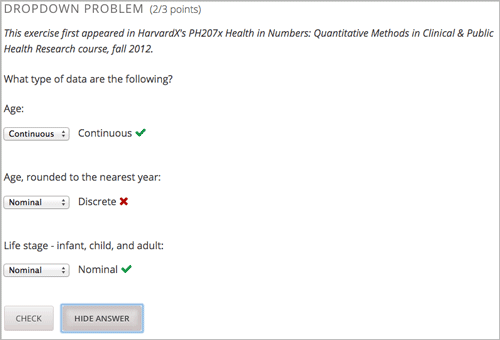 DROPDOWN PROBLEM (2/3 points)
This exercise first appeared in HarvardX's PH207x Health in Numbers: Quantitative Methods in Clinical & Public
Health Research course, fall 2012.
What type of data are the following?
Age:
Continuous Continuous
Age, rounded to the nearest year:
Nominal Discrete
Life stage - infant, child, and adult:
Nominal Nominal
CHECK HIDE ANSWER